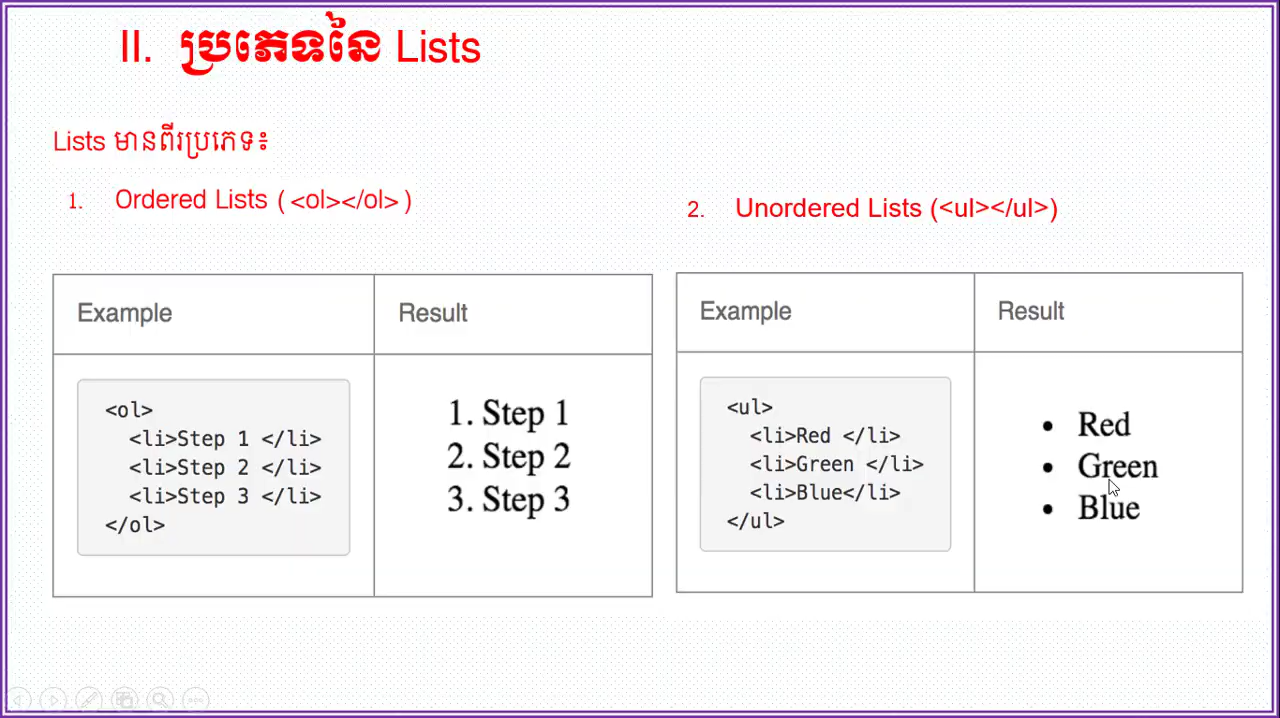 II. ប្រភេទនៃ Lists
Lists មានពីរប្រភេទ៖
1. Ordered Lists ( <ol></ol> )
Example
Result
<ol>
<li>Step 1 </li>
<li>Step 2 </li>
<li>Step 3 </li>
</ol>
1. Step 1
2. Step 2
3. Step 3
2. Unordered Lists (<ul></ul>)
Example
Result
<ul>
<li>Red </li>
<li>Green </li>
<li>Blue</li>
</ul>
• Red
• Green
• Blue